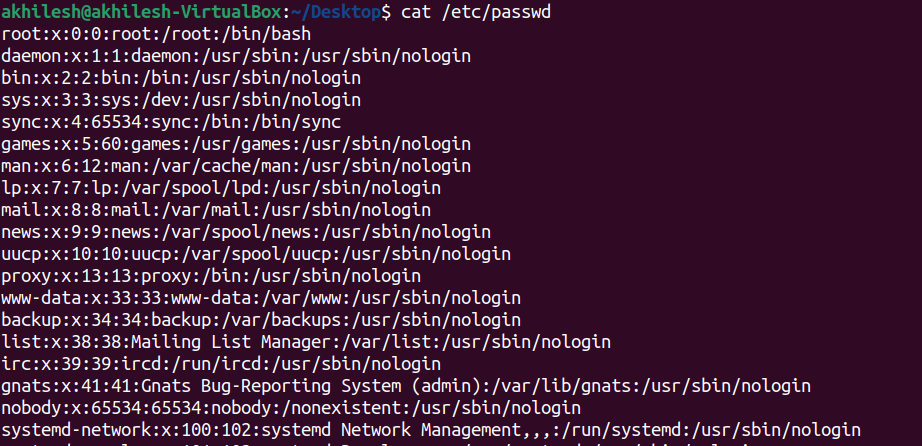 akhilesh@akhilesh-VirtualBox:~/Desktop$ cat /etc/passwd
root:x:0:0:root:/root:/bin/bash
daemon:x:1:1:daemon:/usr/sbin:/usr/sbin/nologin
bin:x:2:2:bin:/bin:/usr/sbin/nologin
sys:x:3:3:sys:/dev:/usr/sbin/nologin
sync:x:4:65534:sync:/bin:/bin/sync
games:x:5:60:games:/usr/games:/usr/sbin/nologin
man:x:6:12:man:/var/cache/man:/usr/sbin/nologin
lp:x:7:7:lp:/var/spool/lpd:/usr/sbin/nologin
mail:x:8:8:mail:/var/mail:/usr/sbin/nologin
news:x:9:9:news:/var/spool/news:/usr/sbin/nologin
uucp:x:10:10:uucp:/var/spool/uucp:/usr/sbin/nologin
proxy:x:13:13:proxy:/bin:/usr/sbin/nologin
www-data:x:33:33:www-data:/var/www:/usr/sbin/nologin
backup:x:34:34:backup:/var/backups:/usr/sbin/nologin
list:x:38:38:Mailing List Manager:/var/list:/usr/sbin/nologin
irc:x:39:39:ircd:/run/ircd:/usr/sbin/nologin
gnats:x:41:41:Gnats Bug-Reporting System (admin):/var/lib/gnats:/usr/sbin/nologin
nobody:x:65534:65534:nobody:/nonexistent:/usr/sbin/nologin
systemd-network:x:100:102:systemd Network Management,,,:/run/systemd:/usr/sbin/nologin